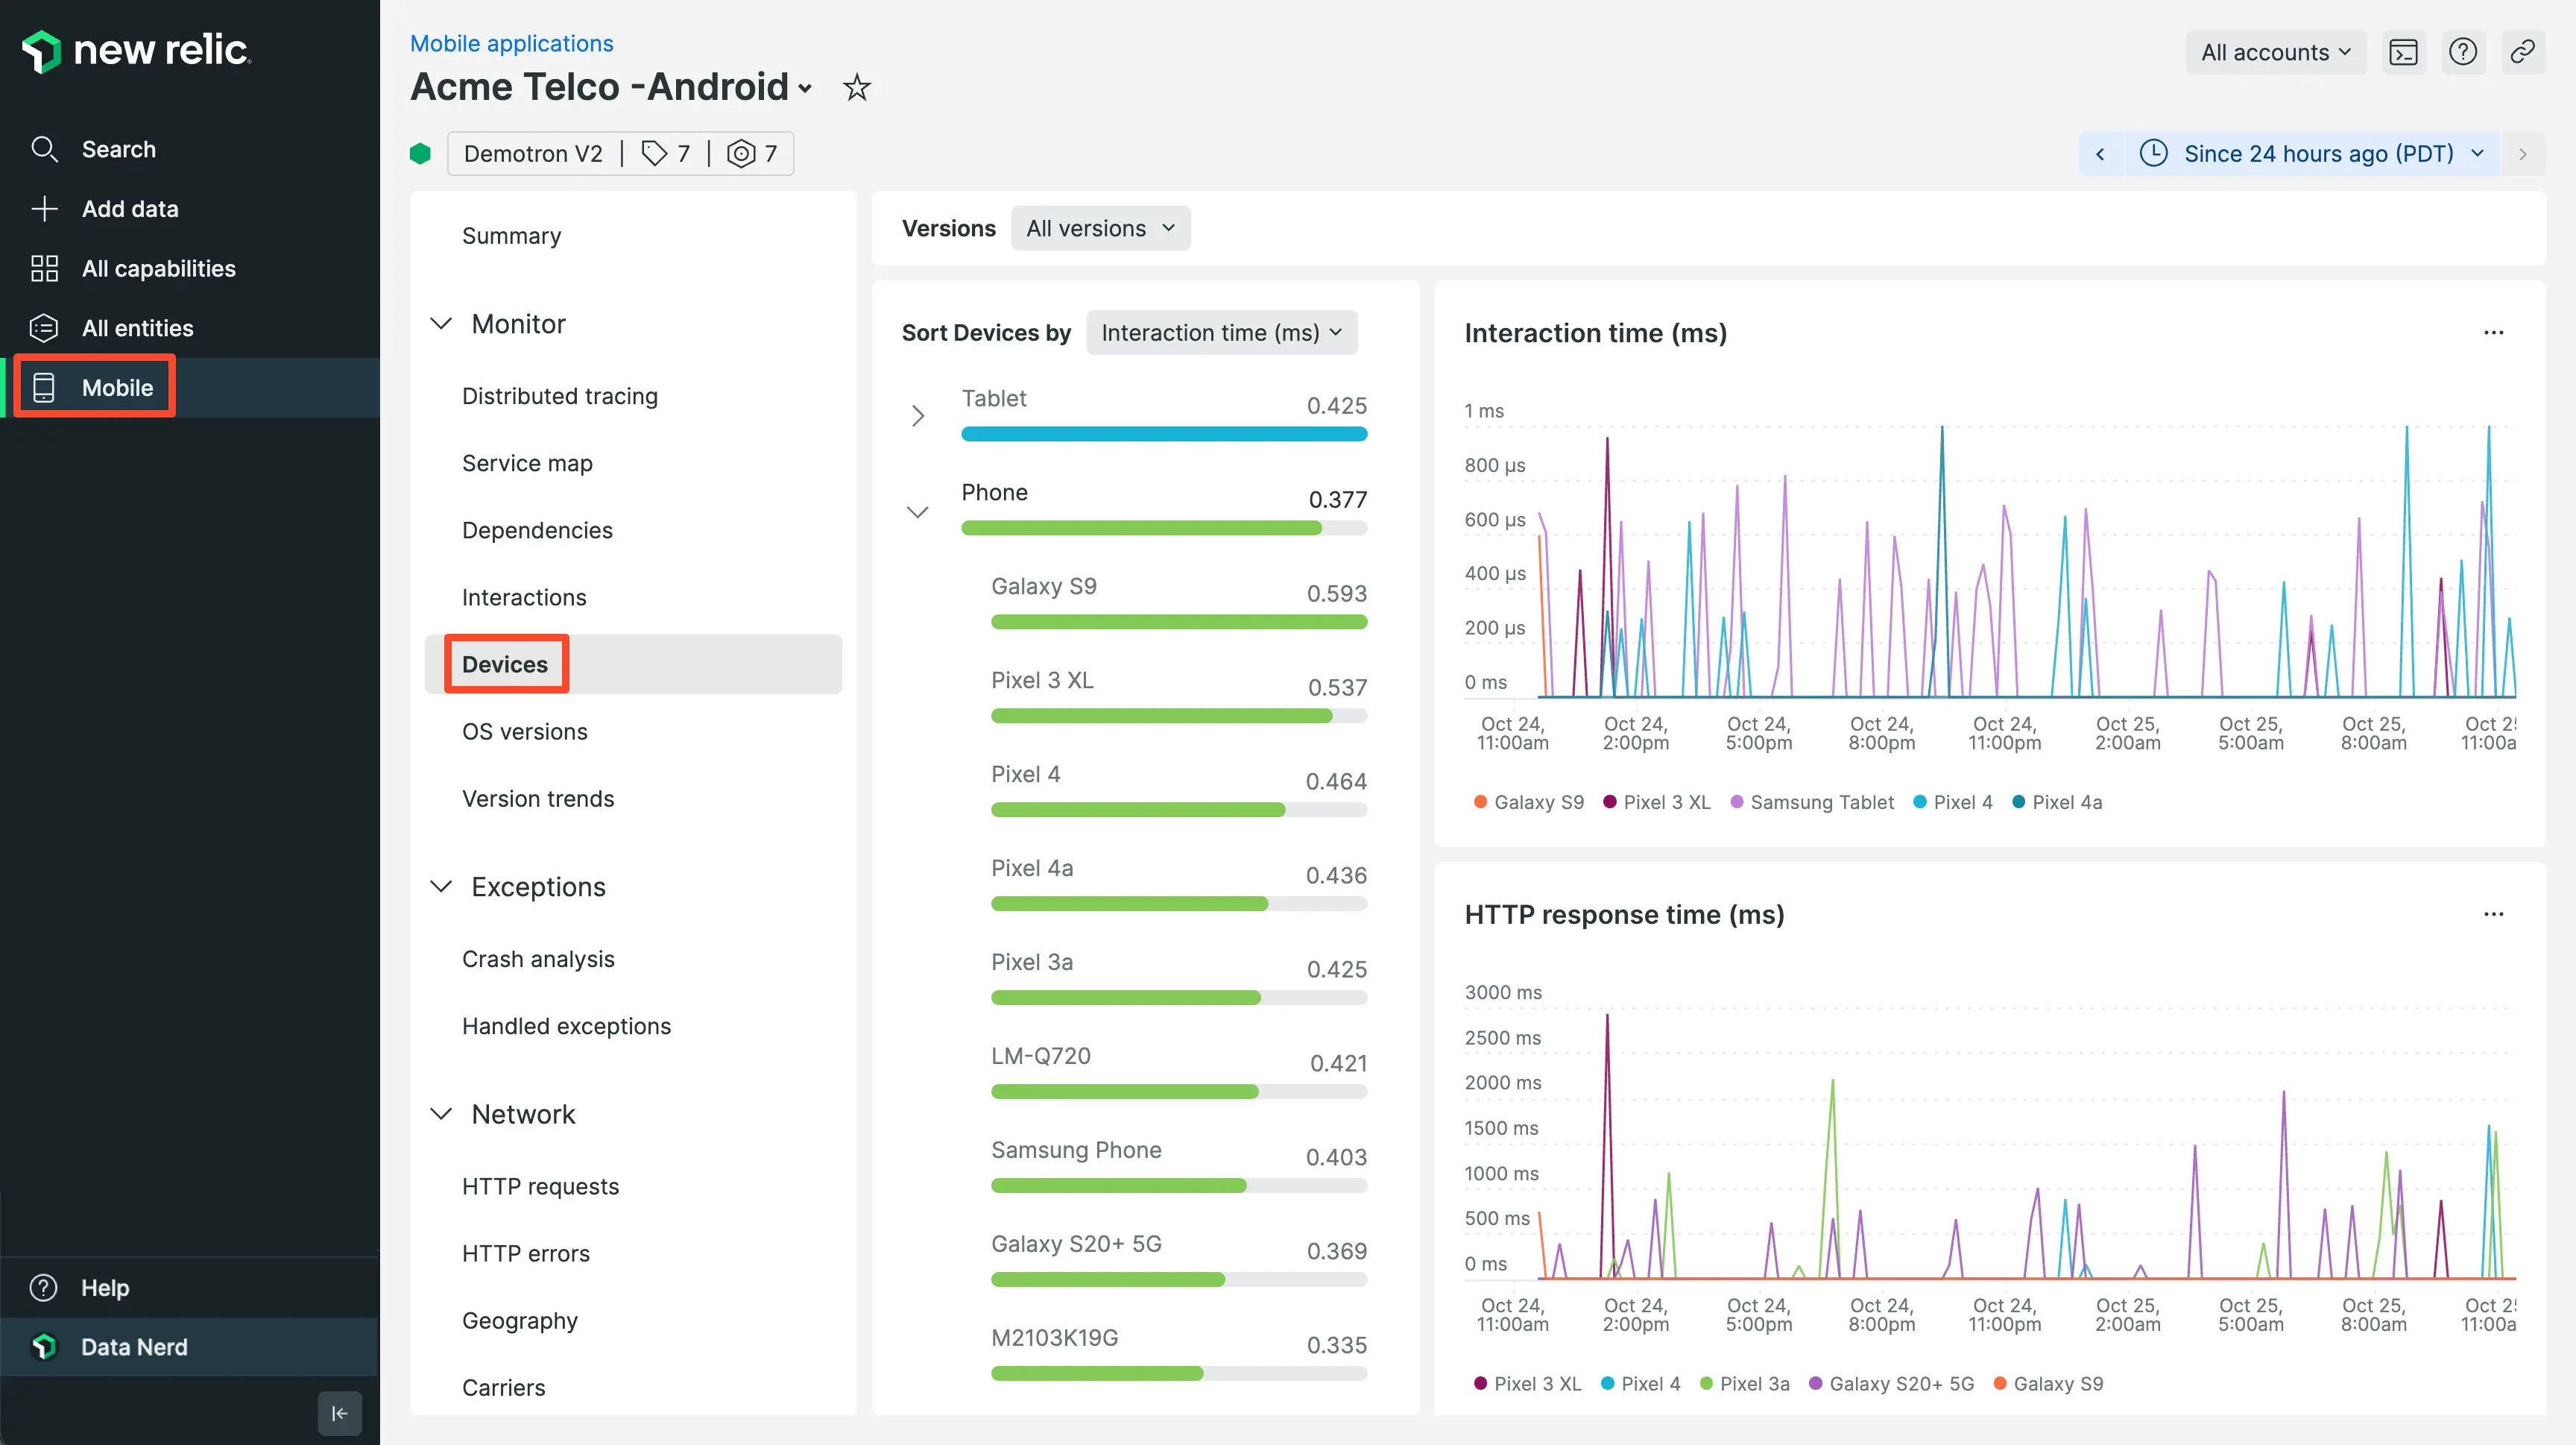 new relic.
Search
Add data
All capabilities
All entities
Mobile
Help
Data Nerd
Mobile applications
Acme Telco -Android
Demotron V2 | 7 | 7
All accounts
Since 24 hours ago (PDT)
Summary
Monitor
Distributed tracing
Service map
Dependencies
Interactions
Devices
OS versions
Version trends
Exceptions
Crash analysis
Handled exceptions
Network
HTTP requests
HTTP errors
Geography
Carriers
Versions All versions
Sort Devices by Interaction time (ms)
Tablet 0.425
Phone 0.377
Galaxy S9 0.593
Pixel 3 XL 0.537
Pixel 4 0.464
Pixel 4a 0.436
Pixel 3a 0.425
LM-Q720 0.421
Samsung Phone 0.403
Galaxy S20+ 5G 0.369
M2103K19G 0.335
Interaction time (ms)
1 ms
800 µs
600 µs
400 µs
200 µs
0 ms
Oct 24, Oct 24, Oct 24, Oct 24, Oct 24, Oct 25, Oct 25, Oct 25, Oct 25
11:00am 2:00pm 5:00pm 8:00pm 11:00pm 2:00am 5:00am 8:00am 11:00a
Galaxy S9 Pixel 3 XL Samsung Tablet Pixel 4 Pixel 4a
HTTP response time (ms)
3000 ms
2500 ms
2000 ms
1500 ms
1000 ms
500 ms
0 ms
Oct 24, Oct 24, Oct 24, Oct 24, Oct 24, Oct 25, Oct 25, Oct 25, Oct 25
11:00am 2:00pm 5:00pm 8:00pm 11:00pm 2:00am 5:00am 8:00am 11:00a
Pixel 3 XL Pixel 4 Pixel 3a Galaxy S20+ 5G Galaxy S9